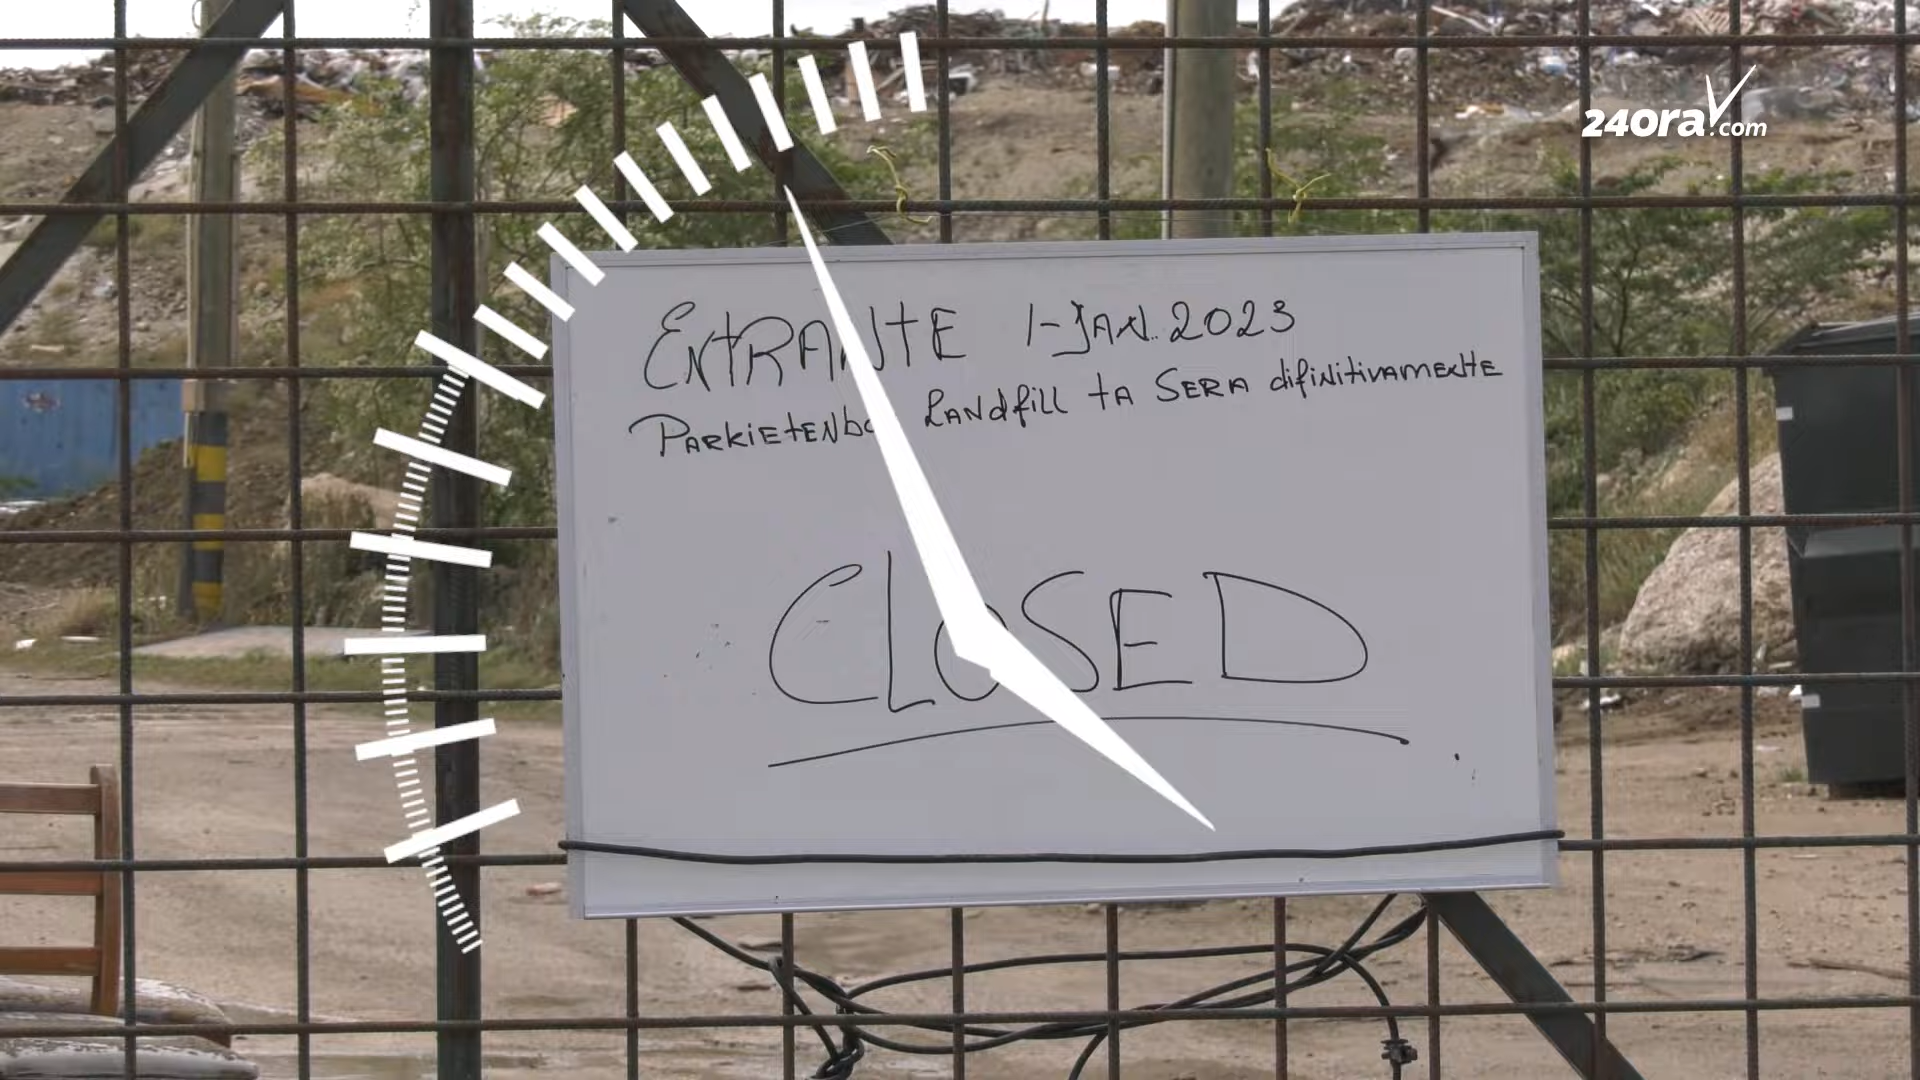 24ora.com
ENTRANTE 1-JAN. 2023
PARKIETENBO LANDfill tA SERA difiNitivAMENTE
CLOSED